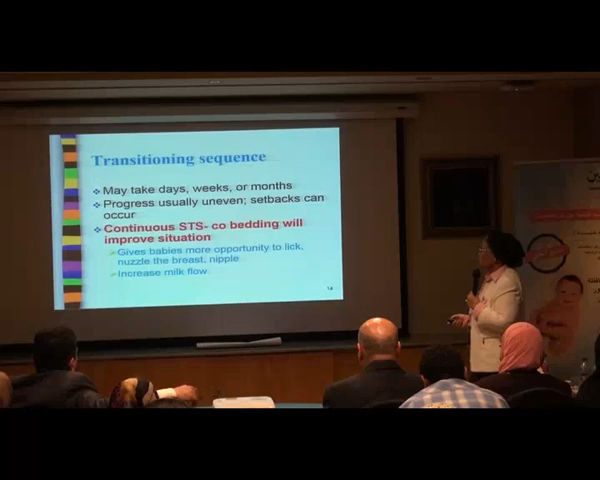 Transitioning sequence
❖ May take days, weeks, or months
❖ Progress usually uneven; setbacks can
occur
❖ Continuous STS- co bedding will
improve situation
➢ Gives babies more opportunity to lick,
nuzzle the breast, nipple
➢ Increase milk flow
14